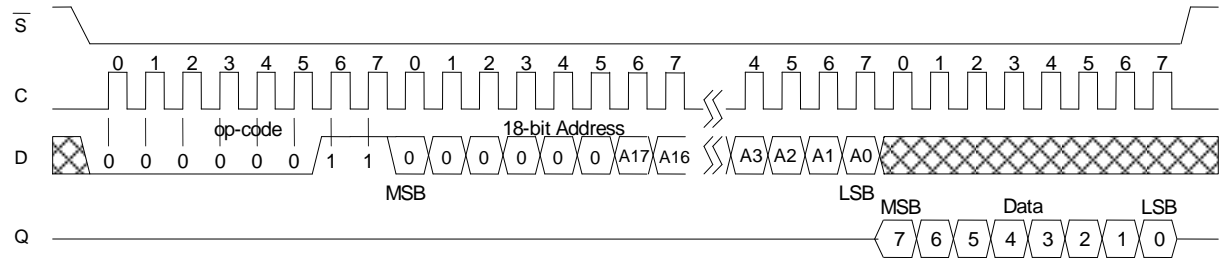 S
0 1 2 3 4 5 6 7 0 1 2 3 4 5 6 7 4 5 6 7 0 1 2 3 4 5 6 7
C
op-code 18-bit Address
D 0 0 0 0 0 0 1 1 0 0 0 0 0 0 A17 A16 A3 A2 A1 A0
MSB LSB MSB Data LSB
Q 7 6 5 4 3 2 1 0